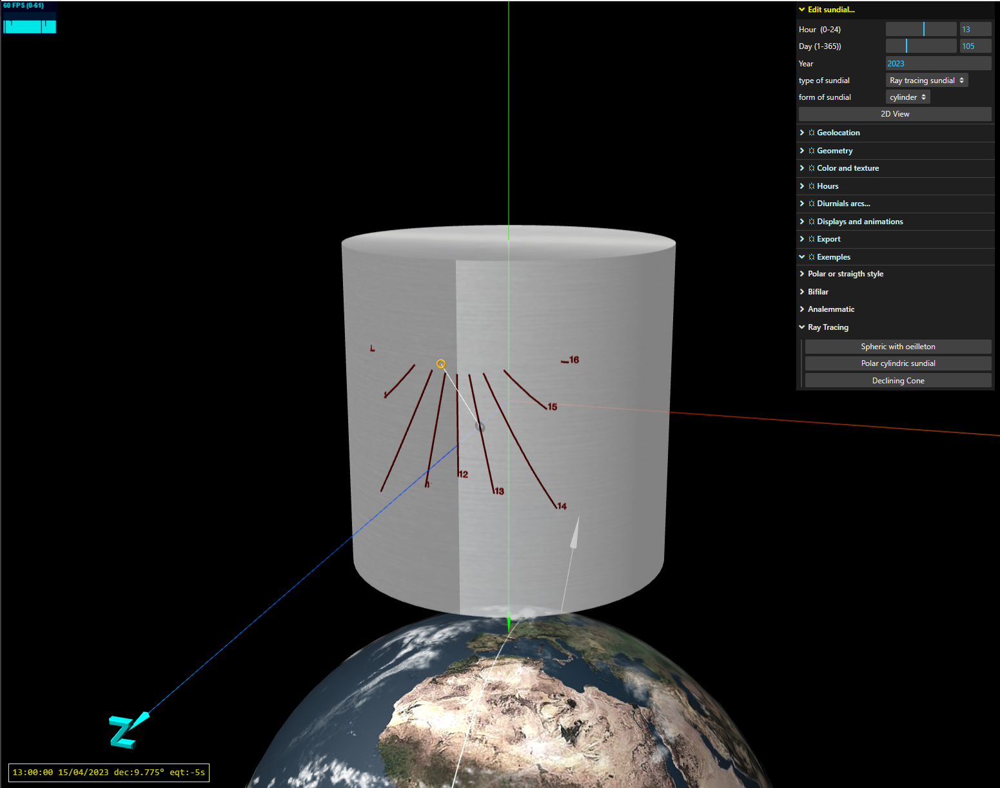 60 FPS (0-61)
Edit sundial...
Hour (0-24)
13
Day (1-365))
105
Year
2023
type of sundial
Ray tracing sundial
form of sundial
cylinder
2D View
Geolocation
Geometry
Color and texture
Hours
Diurnials arcs...
Displays and animations
Export
Exemples
Polar or straigth style
Bifilar
Analemmatic
Ray Tracing
Spheric with oeilleton
Polar cylindric sundial
Declining Cone
16
15
12
13
14
Z
13:00:00 15/04/2023 dec:9.775° eqt:-5s